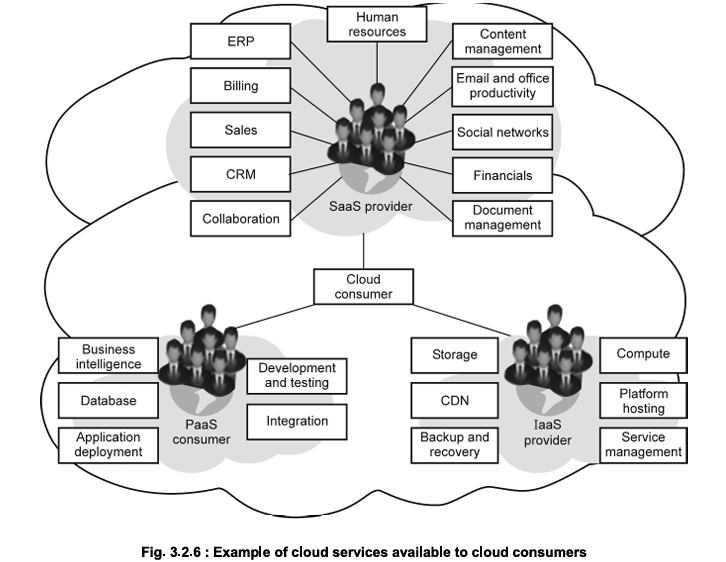 Human
resources
ERP
Billing
Sales
CRM
Collaboration
Content
management
Email and office
productivity
Social networks
Financials
Document
management
SaaS provider
Cloud
consumer
Business
intelligence
Database
Application
deployment
Development
and testing
Integration
PaaS
consumer
Storage
CDN
Backup and
recovery
Compute
Platform
hosting
Service
management
IaaS
provider
Fig. 3.2.6 : Example of cloud services available to cloud consumers